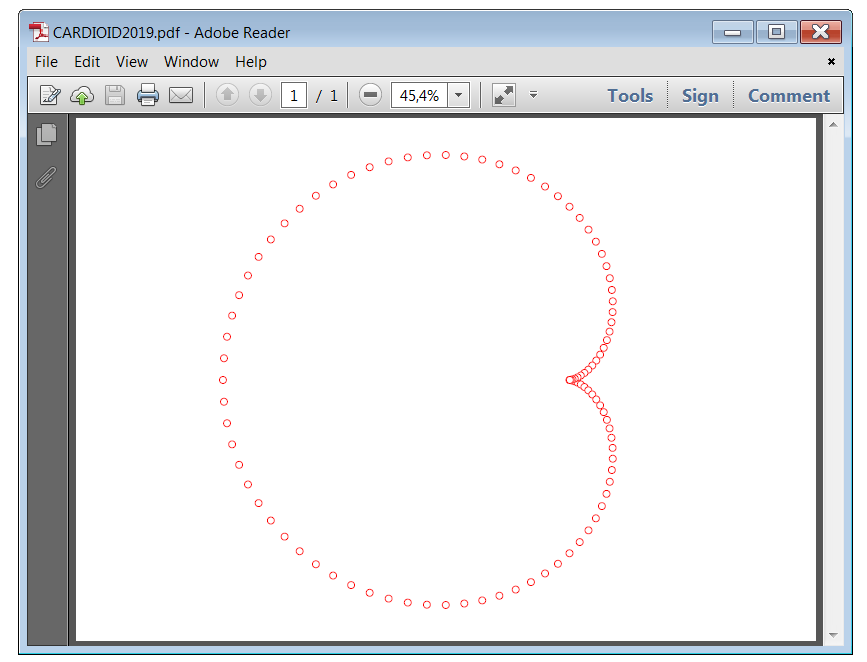 CARDIOID2019.pdf - Adobe Reader
File Edit View Window Help
1 / 1 45,4% Tools Sign Comment